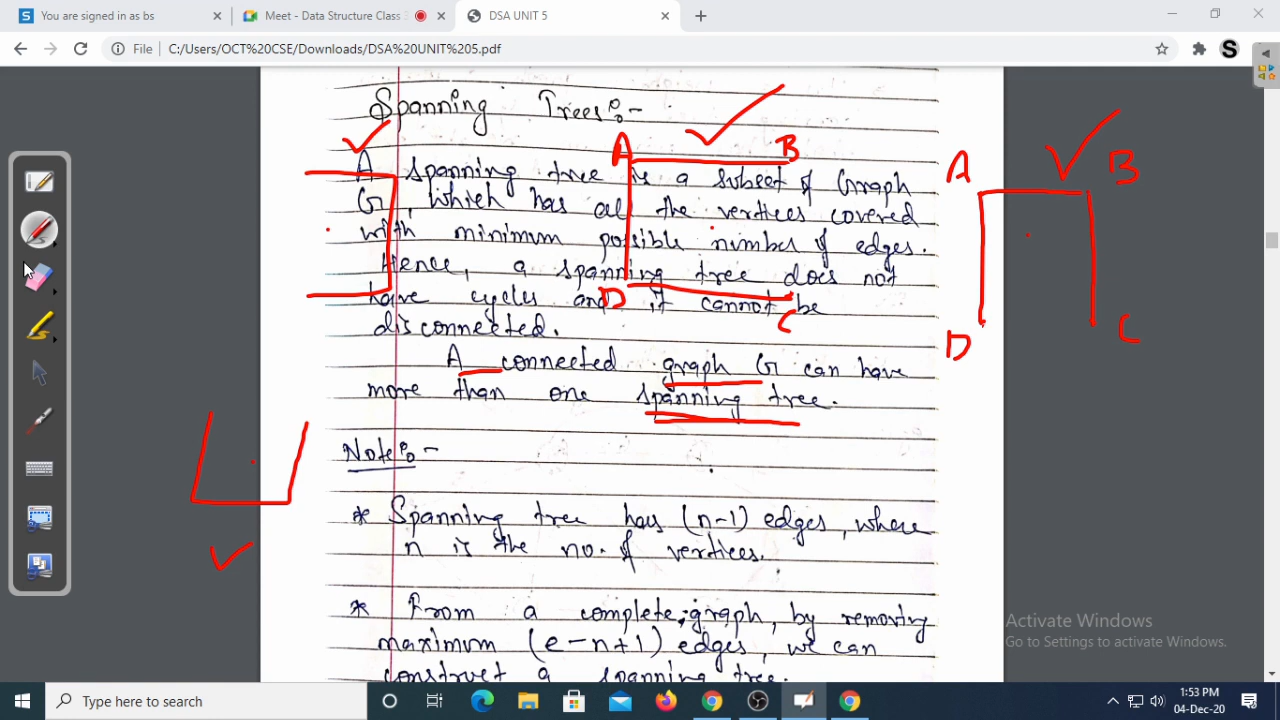 You are signed in as bs
Meet - Data Structure Class
DSA UNIT 5
File
C:/Users/OCT%20CSE/Downloads/DSA%20UNIT%205.pdf
Spanning Trees:-
A spanning tree is a subset of Graph
G, which has all the vertices covered
with minimum possible number of edges.
Hence, a spanning tree does not
have cycles and it cannot be
disconnected.
A connected graph G can have
more than one spanning tree.
Note:-
* Spanning tree has (n-1) edges, where
n is the no. of vertices.
* From a complete graph, by removing
maximum (e-n+1) edges, we can
construct a spanning tree.
A B
D C
A B
D C
Activate Windows
Go to Settings to activate Windows.
Type here to search
1:53 PM
04-Dec-20